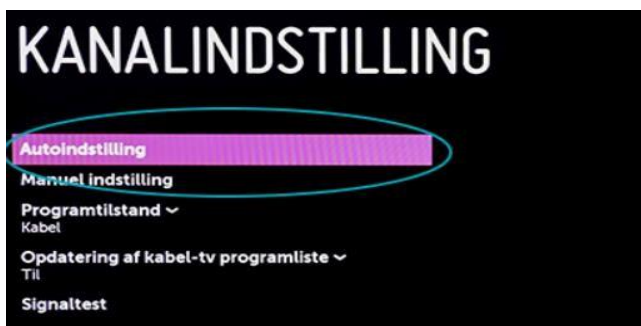 KANALINDSTILLING
Autoindstilling
Manuel indstilling
Programtilstand
Kabel
Opdatering af kabel-tv programliste
Til
Signaltest